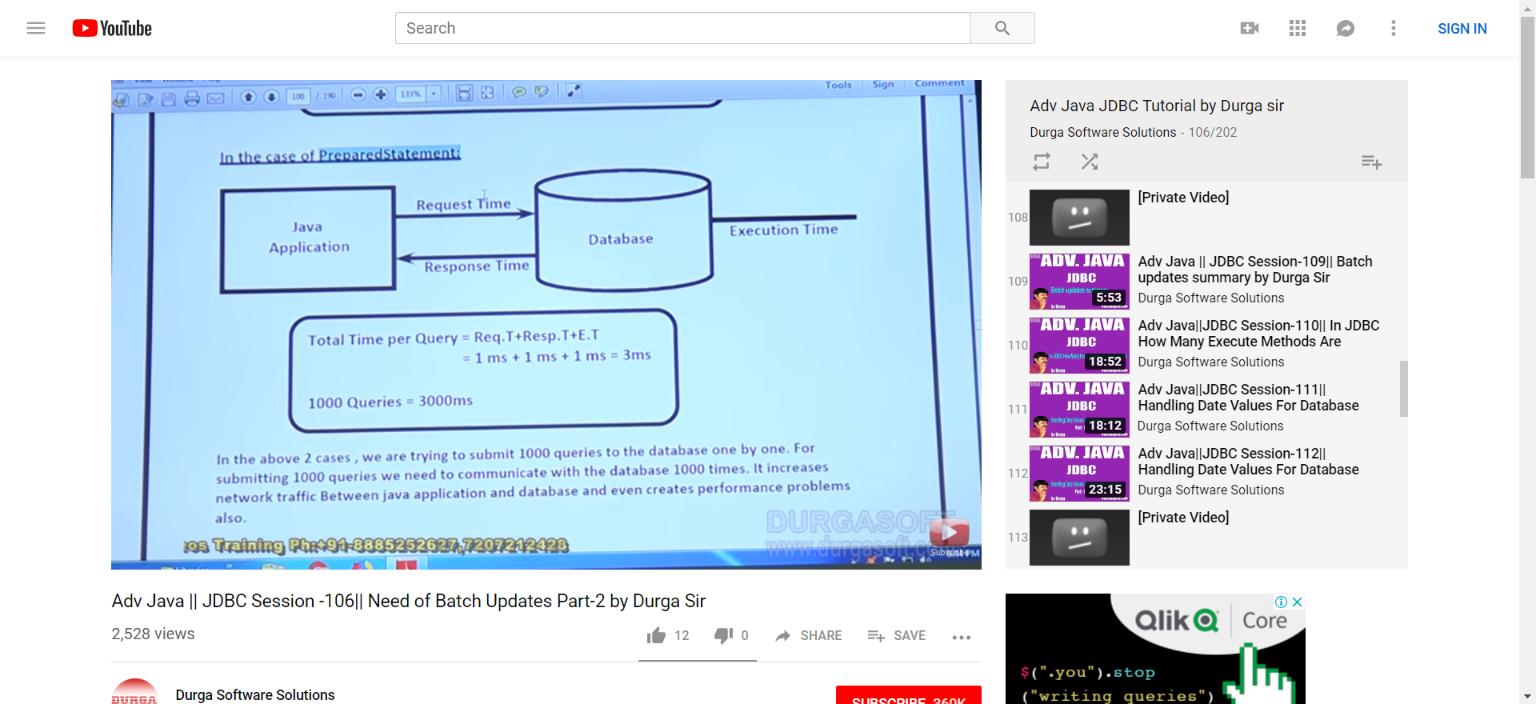 YouTube
Search
SIGN IN
100 / 190
133%
Tools Sign Comment
In the case of PreparedStatement:
Java
Application
Request Time
Response Time
Database
Execution Time
Total Time per Query = Req.T+Resp.T+E.T
= 1 ms + 1 ms + 1 ms = 3ms
1000 Queries = 3000ms
In the above 2 cases , we are trying to submit 1000 queries to the database one by one. For
submitting 1000 queries we need to communicate with the database 1000 times. It increases
network traffic Between java application and database and even creates performance problems
also.
DURGASOFT
www.durgasoft.co
Training Ph:+91-8885252627,7207212428
Adv Java || JDBC Session -106|| Need of Batch Updates Part-2 by Durga Sir
2,528 views
12
0
SHARE
SAVE
DURGA
Durga Software Solutions
SUBSCRIBE 360K
Adv Java JDBC Tutorial by Durga sir
Durga Software Solutions - 106/202
108
[Private Video]
109
ADV. JAVA
JDBC
5:53
Adv Java || JDBC Session-109|| Batch
updates summary by Durga Sir
Durga Software Solutions
110
ADV. JAVA
JDBC
18:52
Adv Java||JDBC Session-110|| In JDBC
How Many Execute Methods Are
Durga Software Solutions
111
ADV. JAVA
JDBC
18:12
Adv Java||JDBC Session-111||
Handling Date Values For Database
Durga Software Solutions
112
ADV. JAVA
JDBC
23:15
Adv Java||JDBC Session-112||
Handling Date Values For Database
Durga Software Solutions
113
[Private Video]
Qlik Core
$(".you").stop
("writing queries")